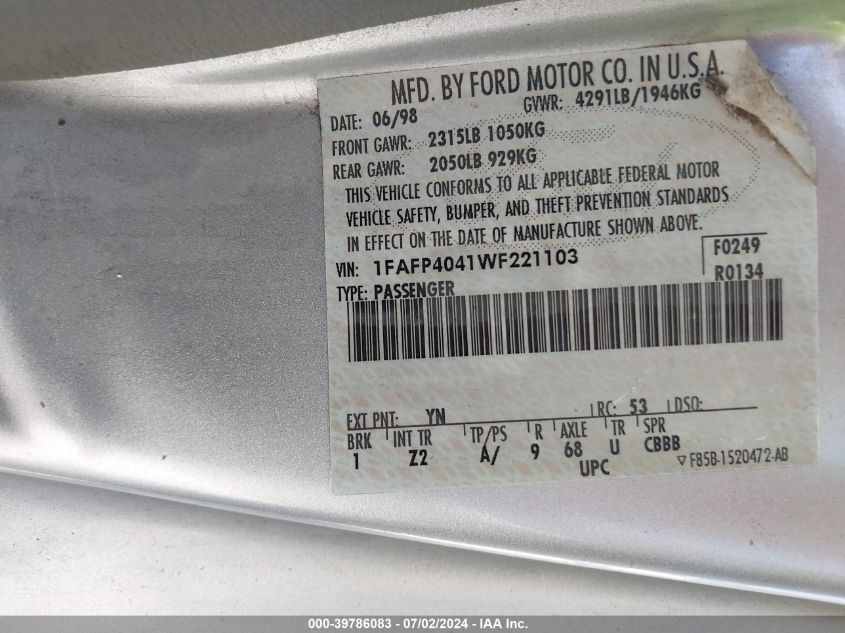 MFD. BY FORD MOTOR CO. IN U.S.A.
DATE: 06/98 GVWR: 4291LB/1946KG
FRONT GAWR: 2315LB 1050KG
REAR GAWR: 2050LB 929KG
THIS VEHICLE CONFORMS TO ALL APPLICABLE FEDERAL MOTOR
VEHICLE SAFETY, BUMPER, AND THEFT PREVENTION STANDARDS
IN EFFECT ON THE DATE OF MANUFACTURE SHOWN ABOVE.
VIN: 1FAFP4041WF221103 F0249
TYPE: PASSENGER R0134
EXT PNT: YN RC: 53 DSO:
BRK INT TR TP/PS R AXLE TR SPR
1 Z2 A/ 9 68 U CBBB
UPC ▽ F85B-1520472-AB
000-39786083 - 07/02/2024 - IAA Inc.